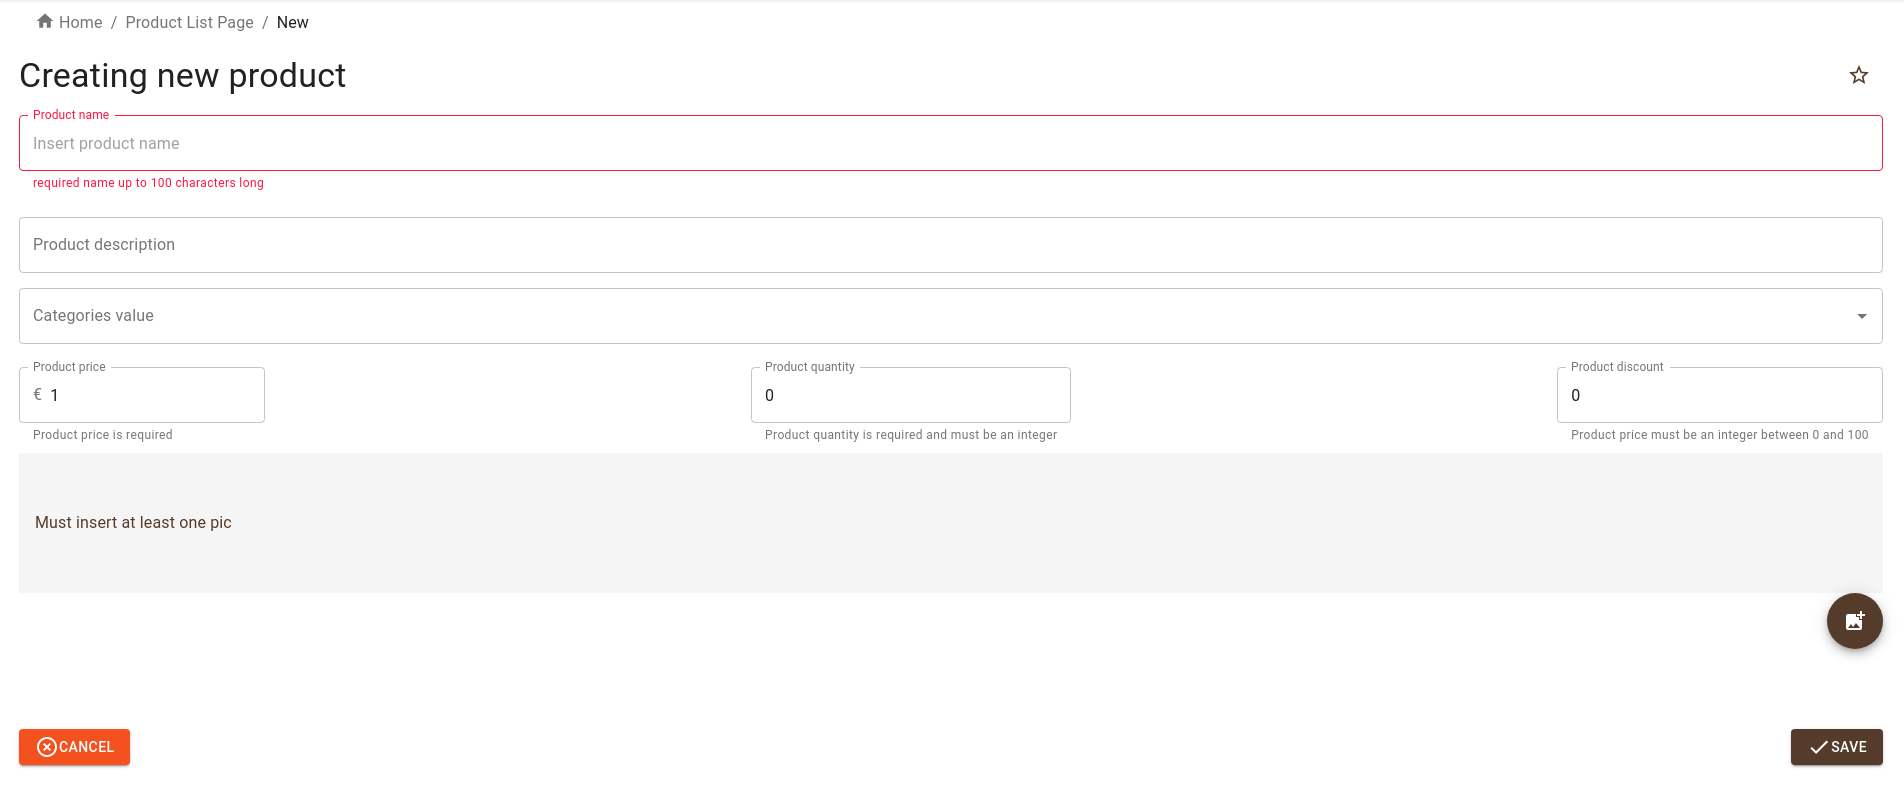 Home / Product List Page / New
Creating new product
Product name
Insert product name
required name up to 100 characters long
Product description
Categories value
Product price
€ 1
Product price is required
Product quantity
0
Product quantity is required and must be an integer
Product discount
0
Product price must be an integer between 0 and 100
Must insert at least one pic
CANCEL
SAVE